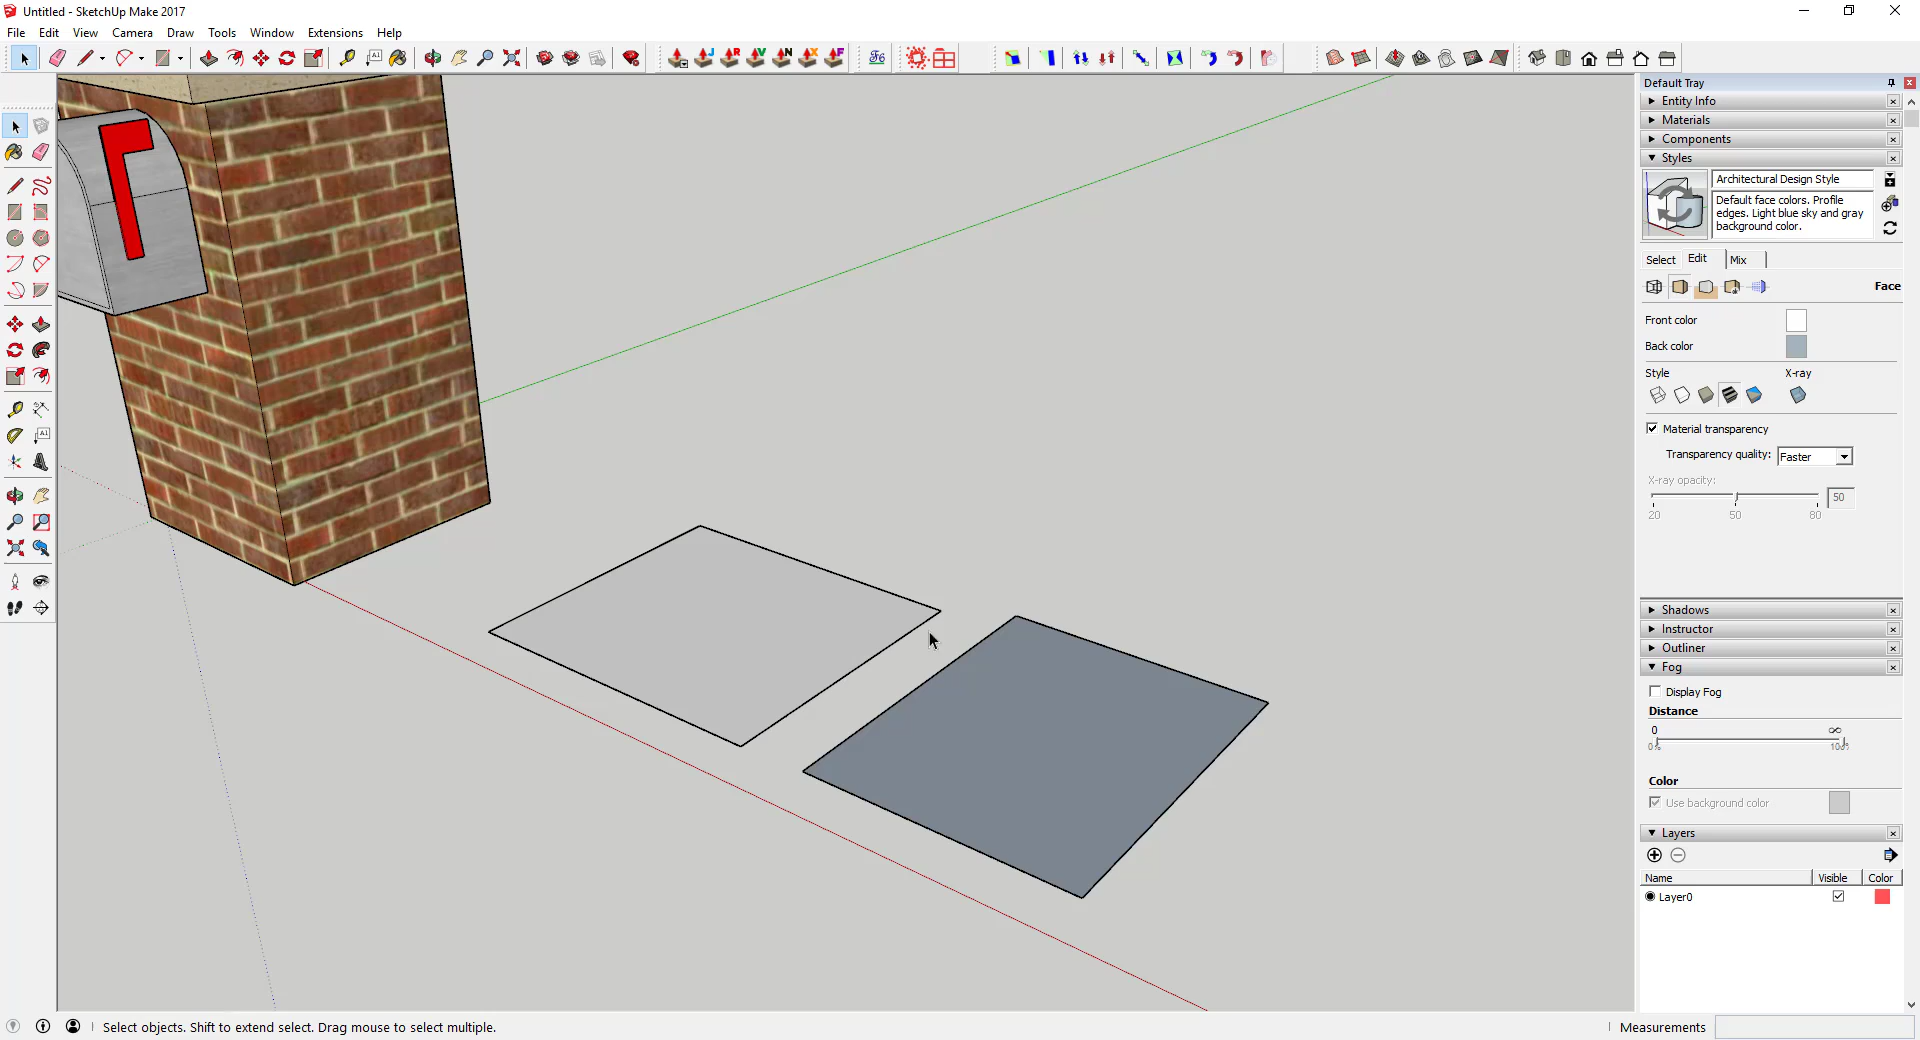 Untitled - SketchUp Make 2017
File Edit View Camera Draw Tools Window Extensions Help
Default Tray
Entity Info
Materials
Components
Styles
Architectural Design Style
Default face colors. Profile
edges. Light blue sky and gray
background color.
Select Edit Mix
Face
Front color
Back color
Style X-ray
Material transparency
Transparency quality: Faster
X-ray opacity:
50
20 50 80
Shadows
Instructor
Outliner
Fog
Display Fog
Distance
0 ∞
0% 100%
Color
Use background color
Layers
Name Visible Color
Layer0
Select objects. Shift to extend select. Drag mouse to select multiple.
Measurements